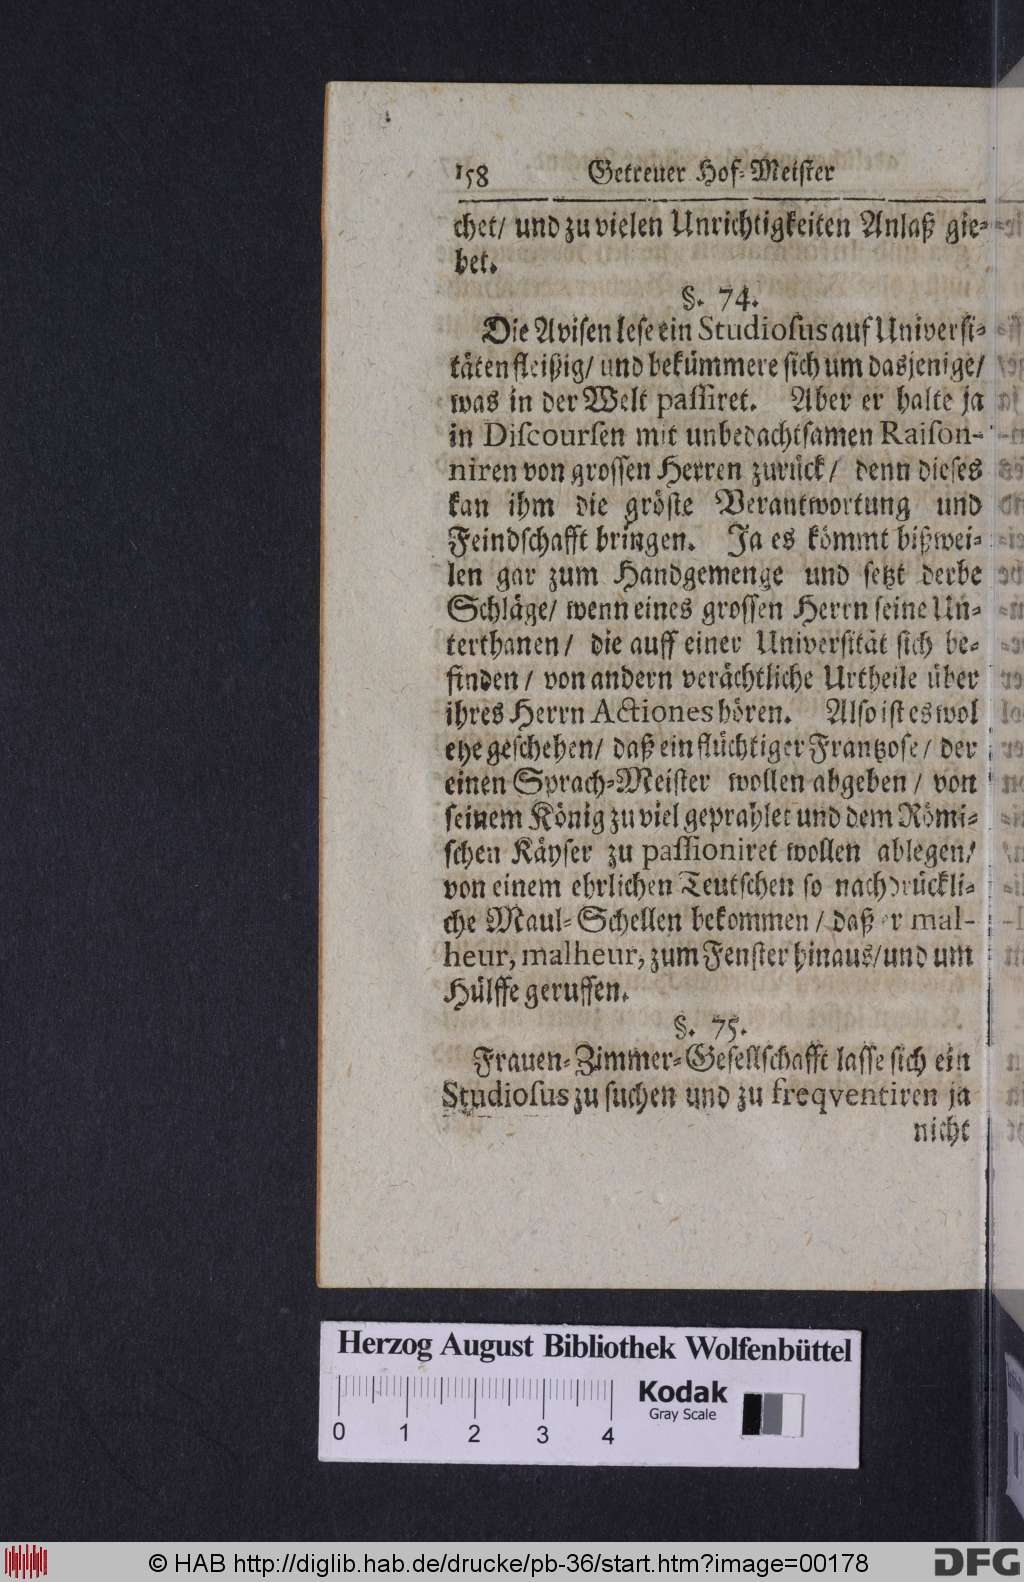 158 Getreuer Hof-Meister
chet/ und zu vielen Unrichtigkeiten Anlaß gie-
bet.
§. 74.
Die Avisen lese ein Studiosus auf Universi-
täten fleißig/ und bekümmere sich um dasjenige/
was in der Welt passiret. Aber er halte ja
in Discoursen mit unbedachtsamen Raison-
niren von grossen Herren zurück/ denn dieses
kan ihm die gröste Verantwortung und
Feindschafft bringen. Ja es kömmt bißwei-
len gar zum Handgemenge und setzt derbe
Schläge/ wenn eines grossen Herrn seine Un-
terthanen/ die auff einer Universität sich be-
finden/ von andern verächtliche Urtheile über
ihres Herrn Actiones hören. Also ist es wol
ehe geschehen/ daß ein flüchtiger Frantzose/ der
einen Sprach-Meister wollen abgeben/ von
seinem König zu viel geprahlet und dem Römi-
schen Käyser zu passioniret wollen ablegen/
von einem ehrlichen Teutschen so nachdrückli-
che Maul-Schellen bekommen/ daß er mal-
heur, malheur, zum Fenster hinaus/ und um
Hülffe geruffen.
§. 75.
Frauen-Zimmer-Gesellschafft lasse sich ein
Studiosus zu suchen und zu freqventiren ja
nicht
Herzog August Bibliothek Wolfenbüttel
Kodak
Gray Scale
0 1 2 3 4
© HAB http://diglib.hab.de/drucke/pb-36/start.htm?image=00178
DFG